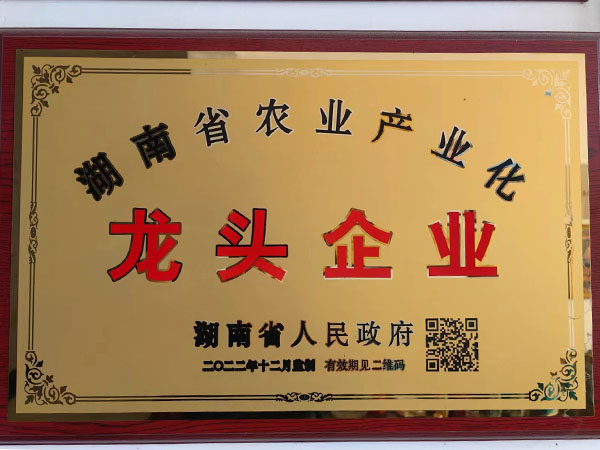 湖南省农业产业化
龙头企业
湖南省人民政府
二〇二二年十二月监制 有效期见二维码